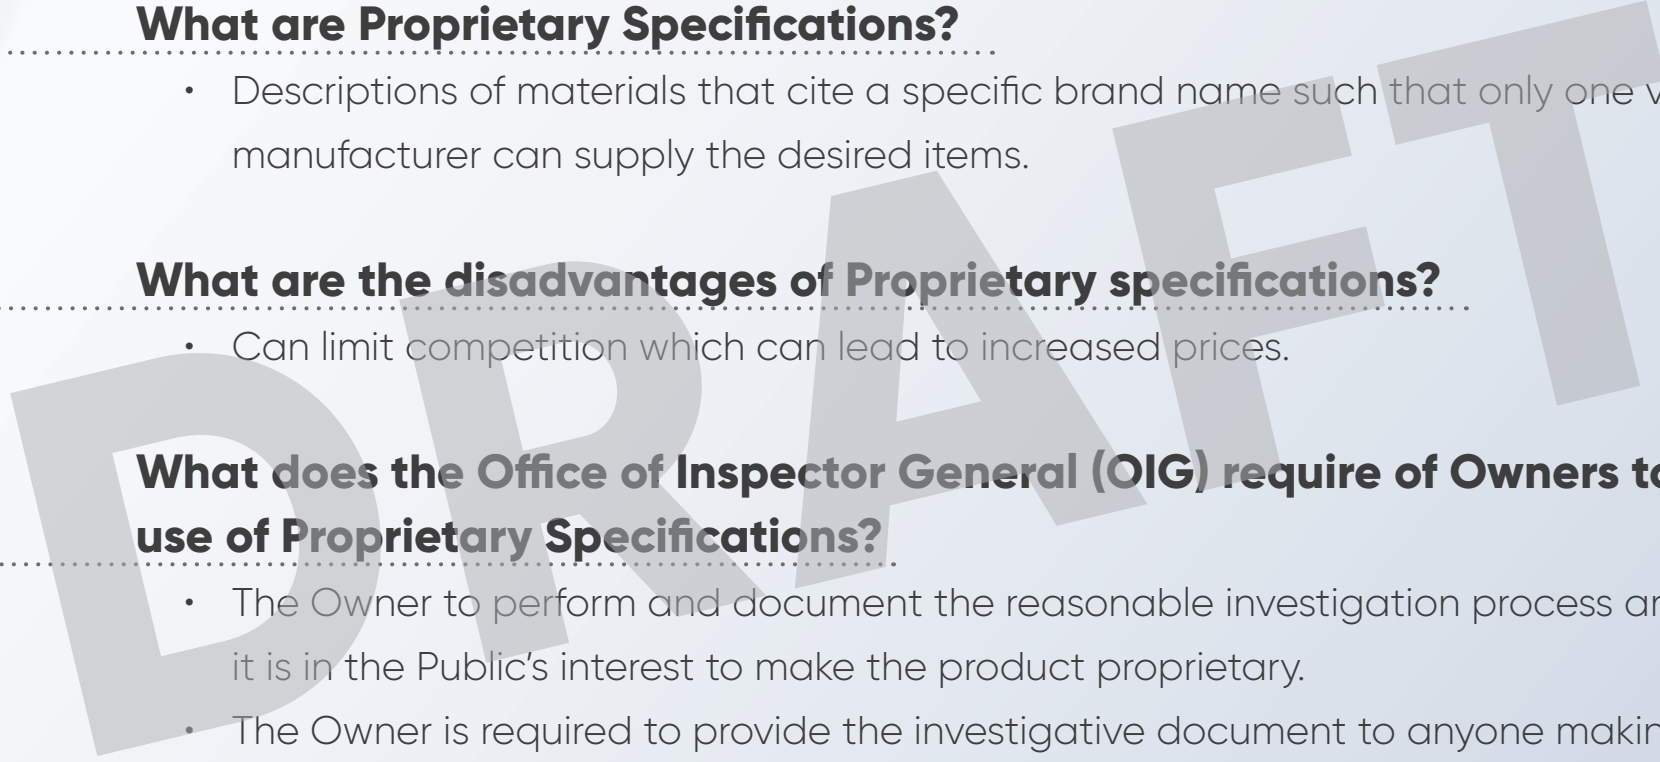 What are Proprietary Specifications?
• Descriptions of materials that cite a specific brand name such that only one
manufacturer can supply the desired items.
What are the disadvantages of Proprietary specifications?
• Can limit competition which can lead to increased prices.
What does the Office of Inspector General (OIG) require of Owners
use of Proprietary Specifications?
• The Owner to perform and document the reasonable investigation process
it is in the Public’s interest to make the product proprietary.
• The Owner is required to provide the investigative document to anyone
DRAFT